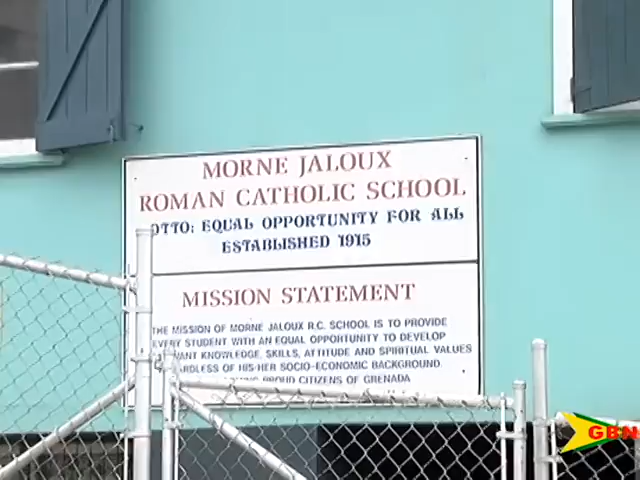 MORNE JALOUX
ROMAN CATHOLIC SCHOOL
OTTO: EQUAL OPPORTUNITY FOR ALL
ESTABLISHED 1915
MISSION STATEMENT
THE MISSION OF MORNE JALOUX R.C. SCHOOL IS TO PROVIDE
EVERY STUDENT WITH AN EQUAL OPPORTUNITY TO DEVELOP
KNOWLEDGE, SKILLS, ATTITUDE AND SPIRITUAL VALUES
OF HIS-HER SOCIO-ECONOMIC BACKGROUND.
PROUD CITIZENS OF GRENADA
GBN